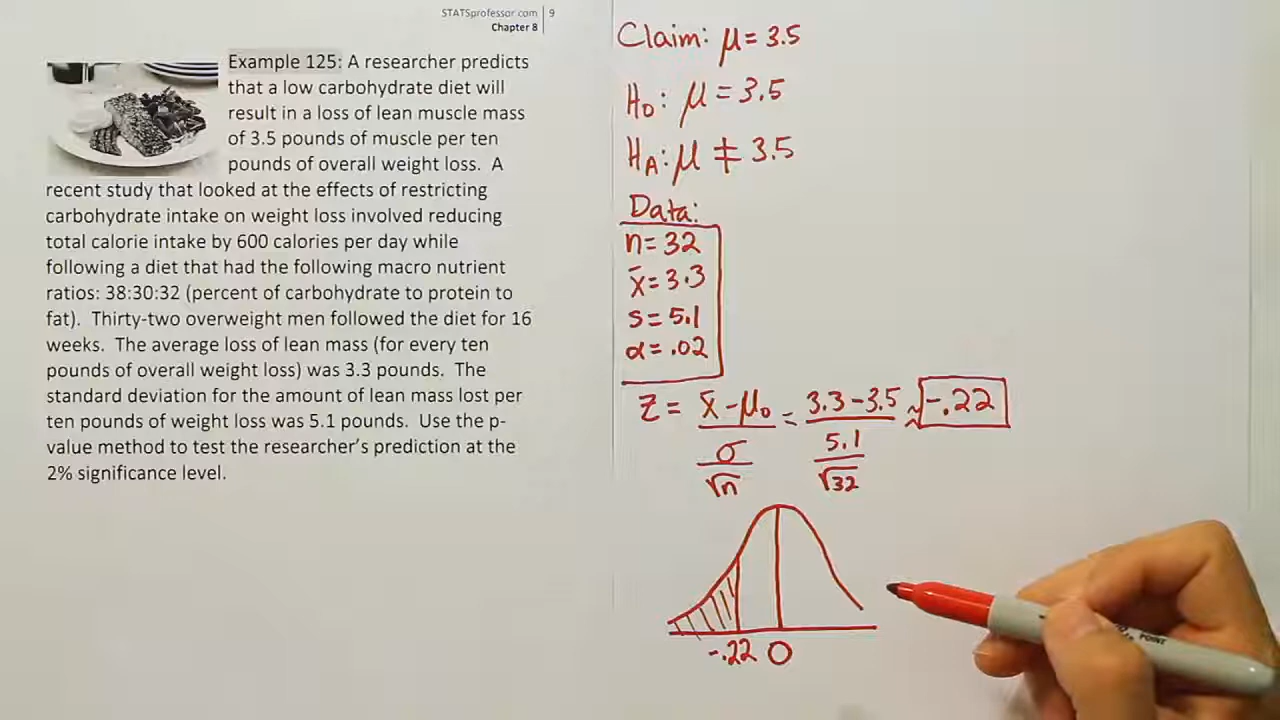 STATSprofessor.com | 9
Chapter 8
Example 125: A researcher predicts
that a low carbohydrate diet will
result in a loss of lean muscle mass
of 3.5 pounds of muscle per ten
pounds of overall weight loss. A
recent study that looked at the effects of restricting
carbohydrate intake on weight loss involved reducing
total calorie intake by 600 calories per day while
following a diet that had the following macro nutrient
ratios: 38:30:32 (percent of carbohydrate to protein to
fat). Thirty-two overweight men followed the diet for 16
weeks. The average loss of lean mass (for every ten
pounds of overall weight loss) was 3.3 pounds. The
standard deviation for the amount of lean mass lost per
ten pounds of weight loss was 5.1 pounds. Use the p-
value method to test the researcher's prediction at the
2% significance level.
Claim: μ = 3.5
H₀: μ = 3.5
H_A: μ ≠ 3.5
Data:
n = 32
x̄ = 3.3
s = 5.1
α = .02
Z = (x̄ - μ₀)/(σ/√n) = (3.3 - 3.5)/(5.1/√32) ≈ -.22
-.22 0
POINT